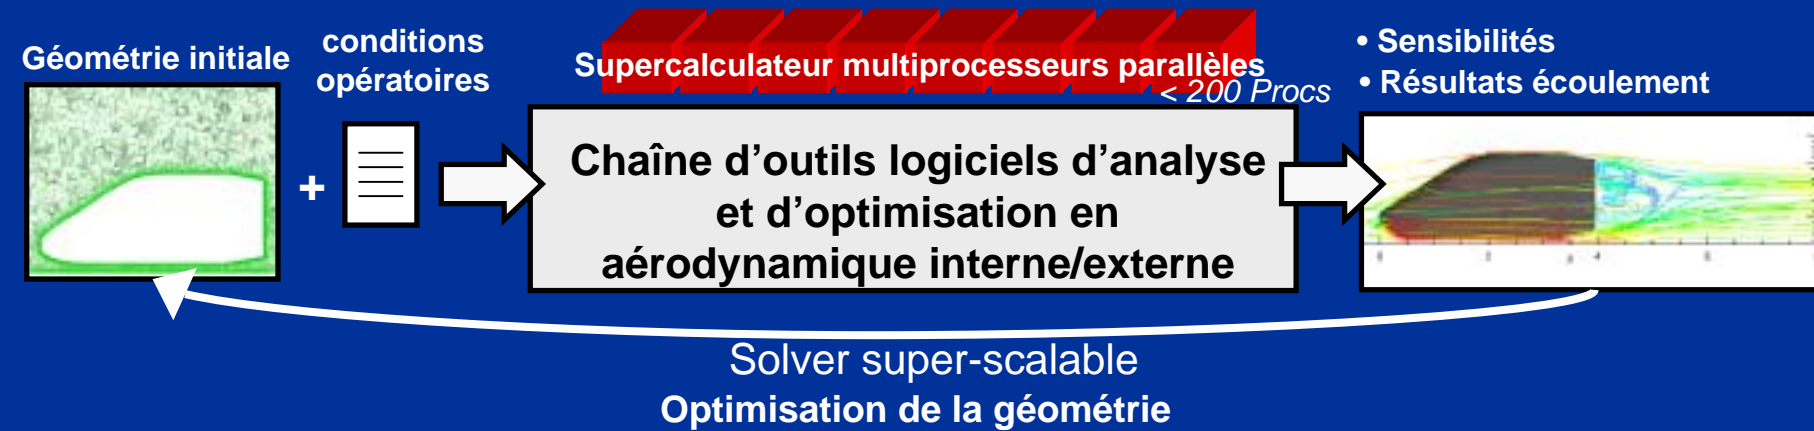 Géométrie initiale
conditions
opératoires
+
Supercalculateur multiprocesseurs parallèles
< 200 Procs
• Sensibilités
• Résultats écoulement
Chaîne d’outils logiciels d’analyse
et d’optimisation en
aérodynamique interne/externe
Solver super-scalable
Optimisation de la géométrie